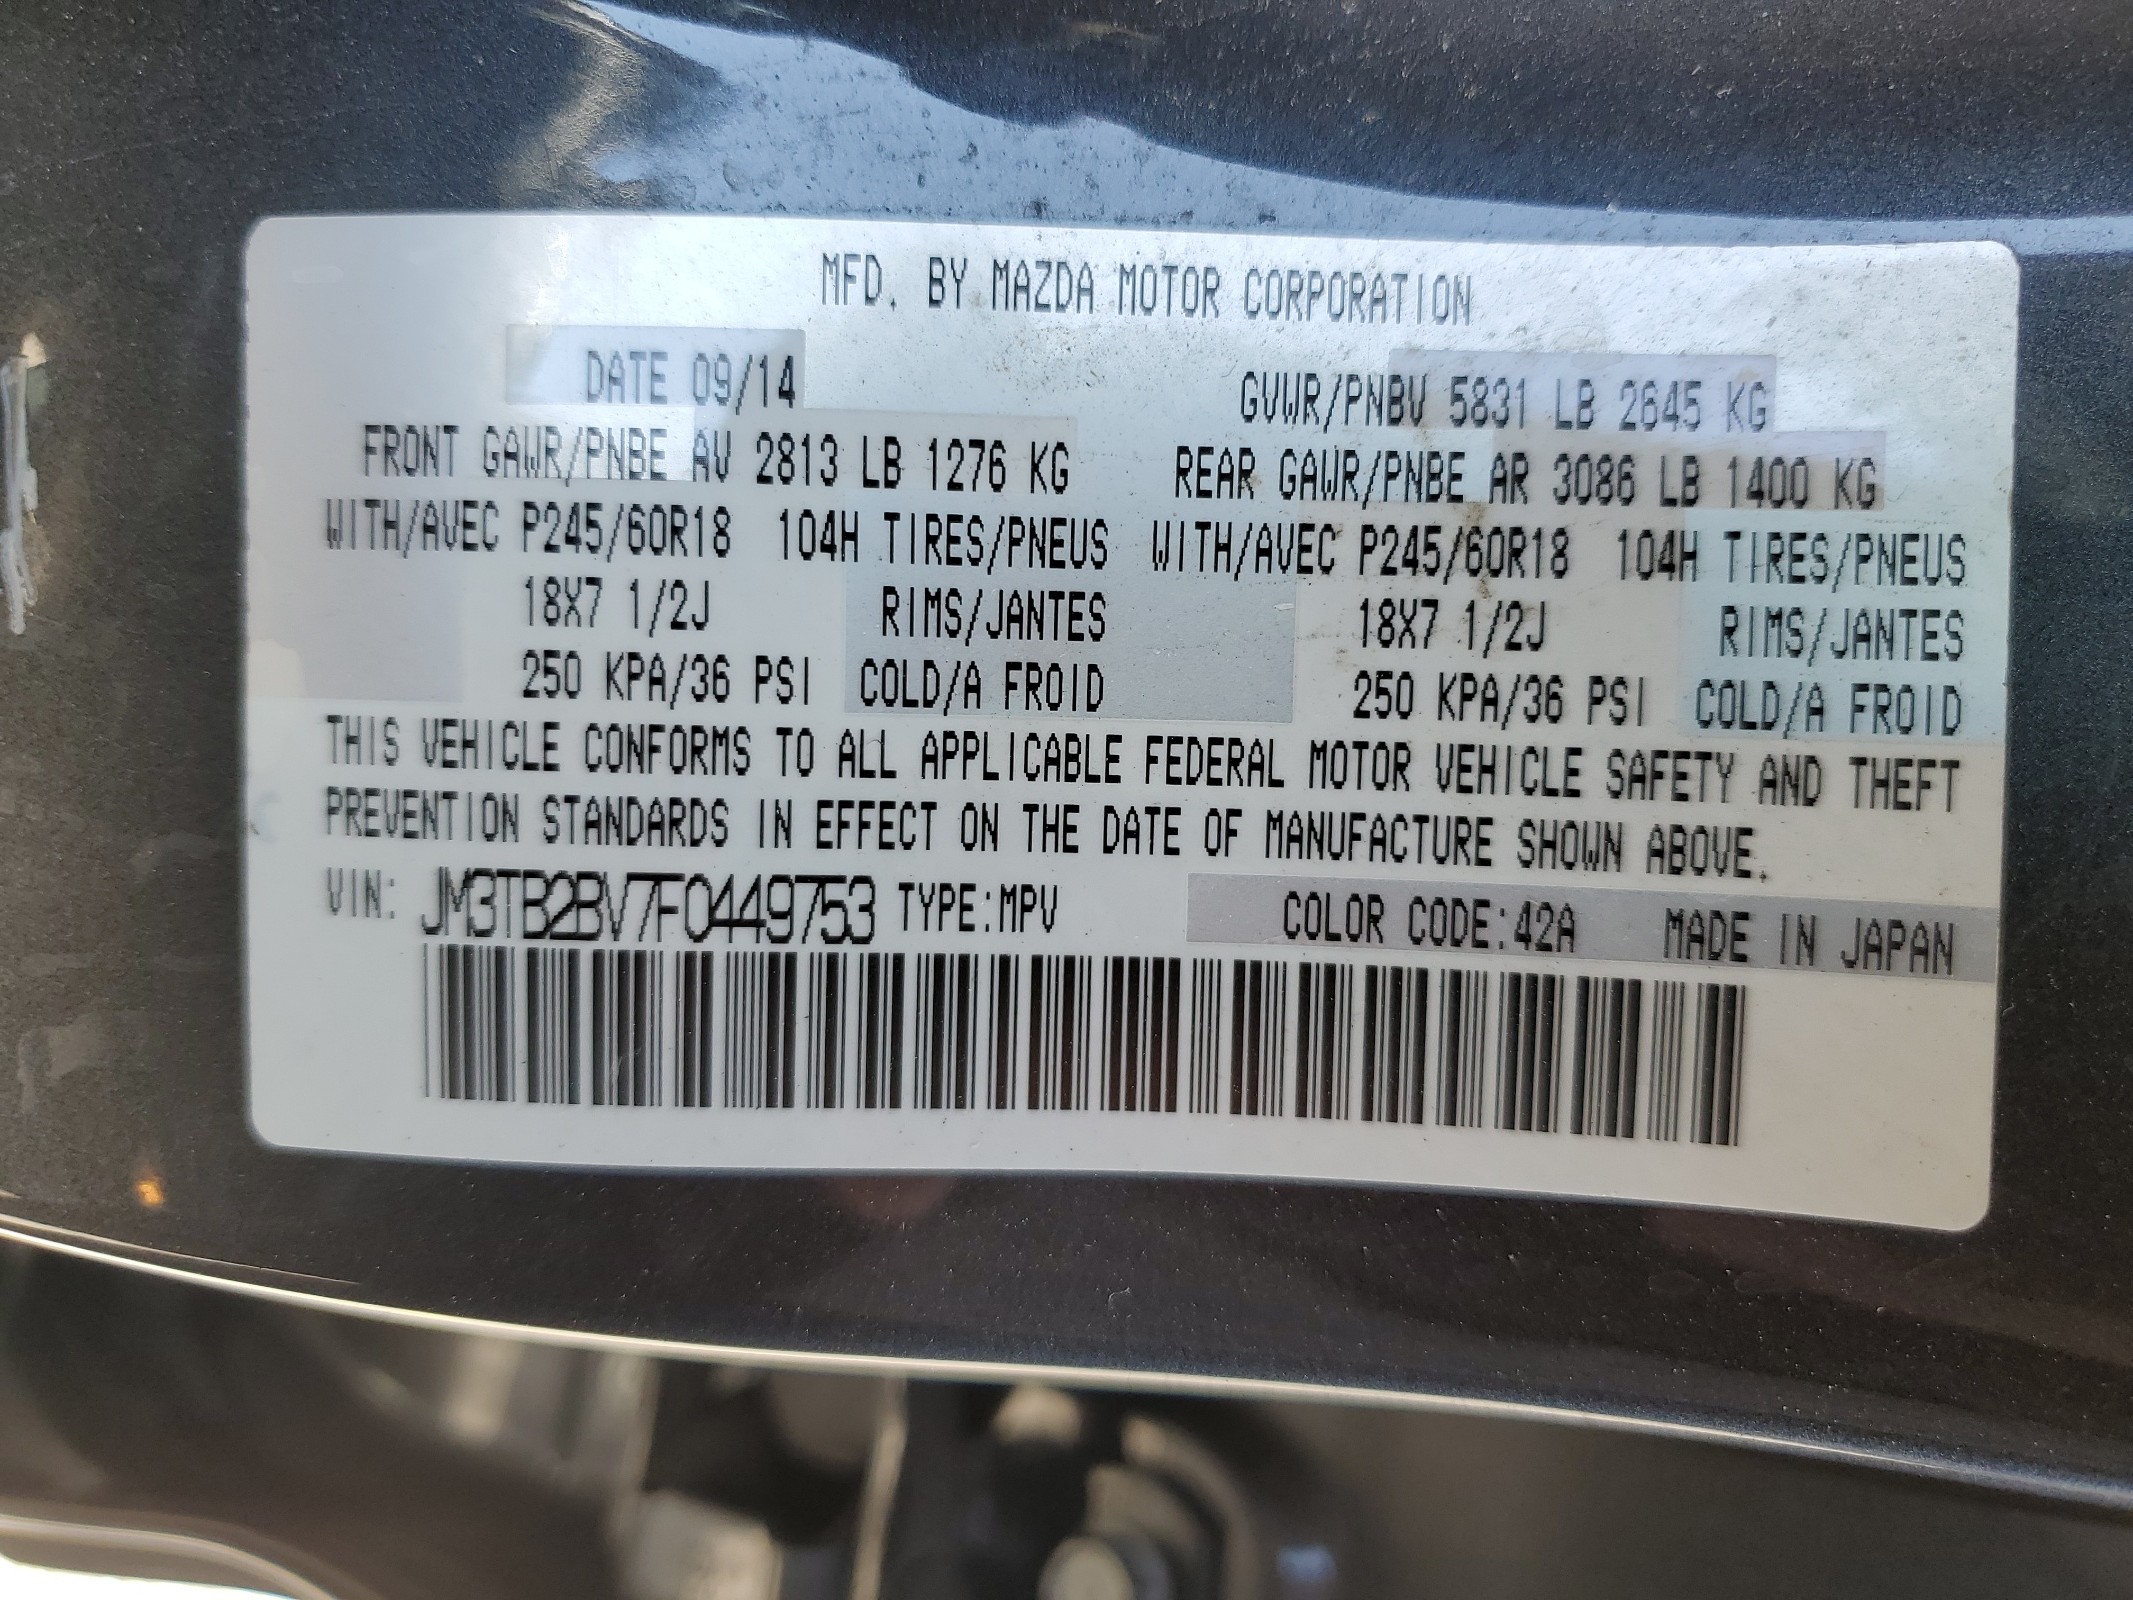 MFD. BY MAZDA MOTOR CORPORATION
DATE 09/14 GVWR/PNBV 5831 LB 2645 KG
FRONT GAWR/PNBE AV 2813 LB 1276 KG REAR GAWR/PNBE AR 3086 LB 1400 KG
WITH/AVEC P245/60R18 104H TIRES/PNEUS WITH/AVEC P245/60R18 104H TIRES/PNEUS
18X7 1/2J RIMS/JANTES 18X7 1/2J RIMS/JANTES
250 KPA/36 PSI COLD/A FROID 250 KPA/36 PSI COLD/A FROID
THIS VEHICLE CONFORMS TO ALL APPLICABLE FEDERAL MOTOR VEHICLE SAFETY AND THEFT
PREVENTION STANDARDS IN EFFECT ON THE DATE OF MANUFACTURE SHOWN ABOVE.
VIN: JM3TB2BV7F0449753 TYPE:MPV COLOR CODE:42A MADE IN JAPAN